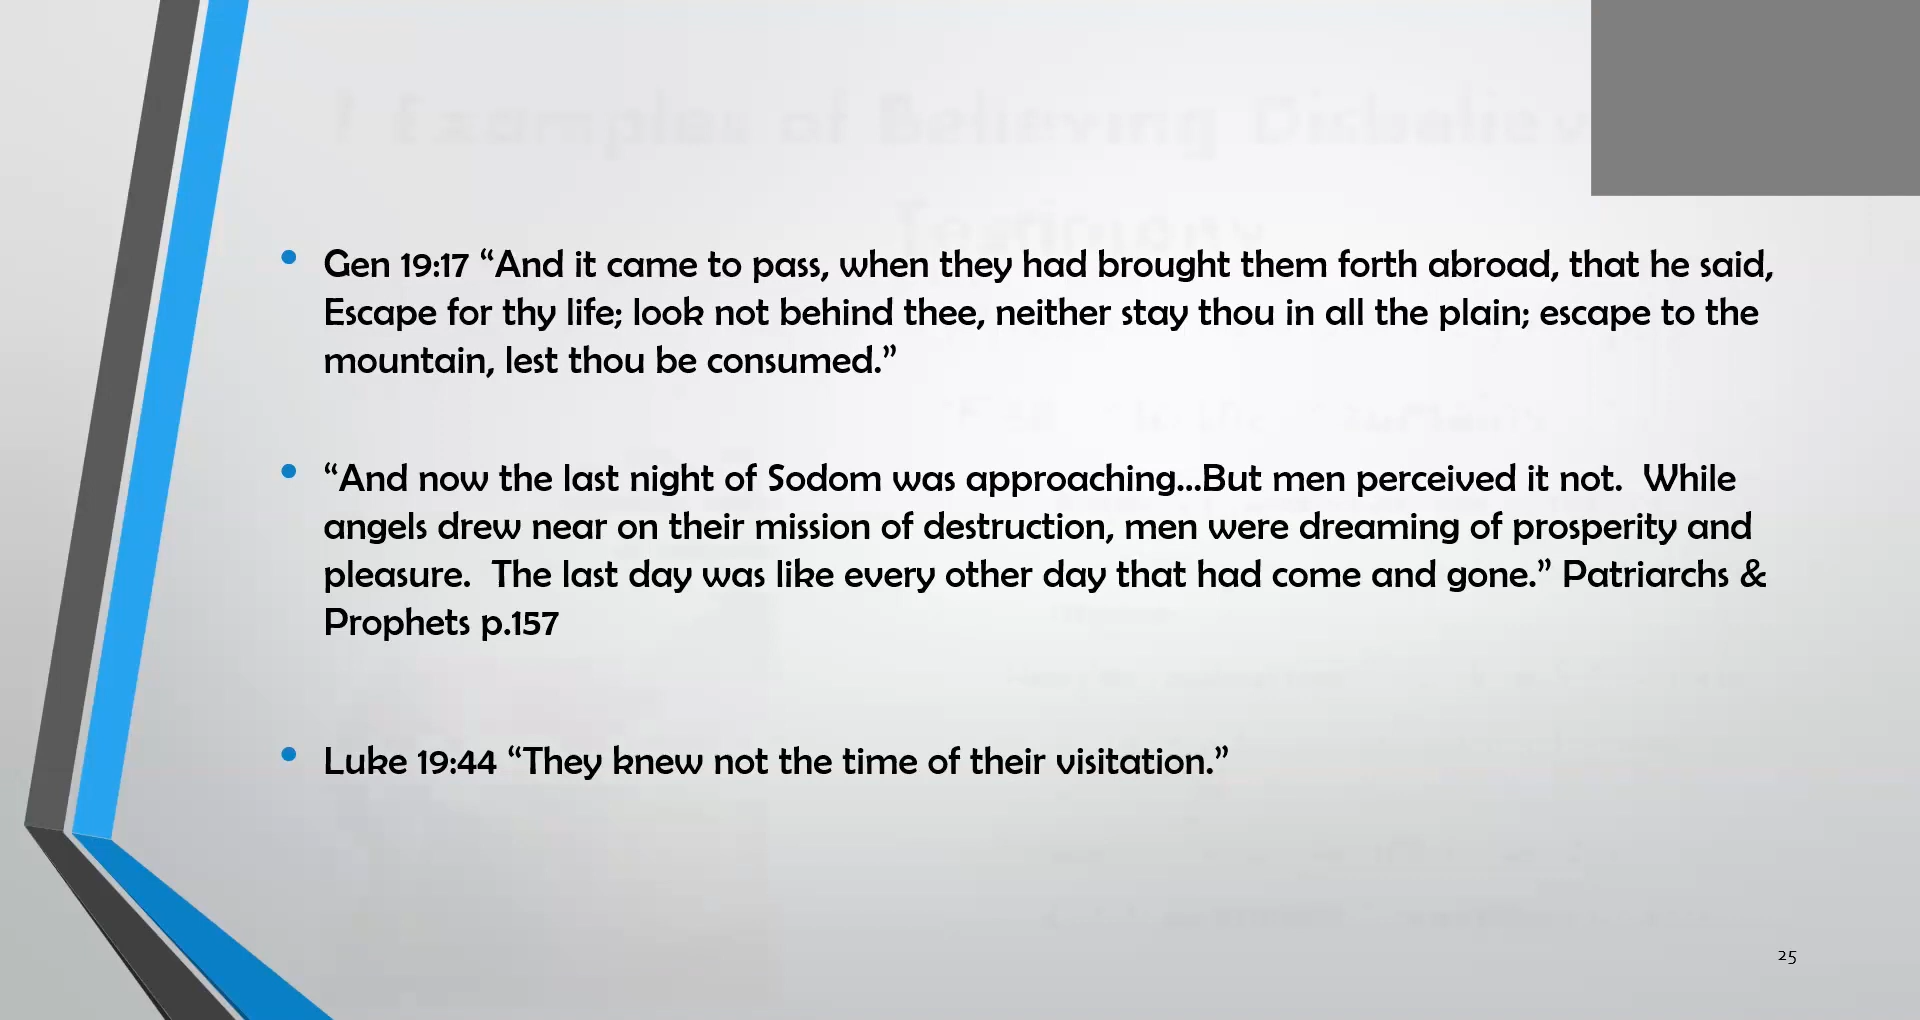 Gen 19:17 “And it came to pass, when they had brought them forth abroad, that he said,
Escape for thy life; look not behind thee, neither stay thou in all the plain; escape to the
mountain, lest thou be consumed.”
“And now the last night of Sodom was approaching...But men perceived it not.  While
angels drew near on their mission of destruction, men were dreaming of prosperity and
pleasure.  The last day was like every other day that had come and gone.” Patriarchs &
Prophets p.157
Luke 19:44 “They knew not the time of their visitation.”
25